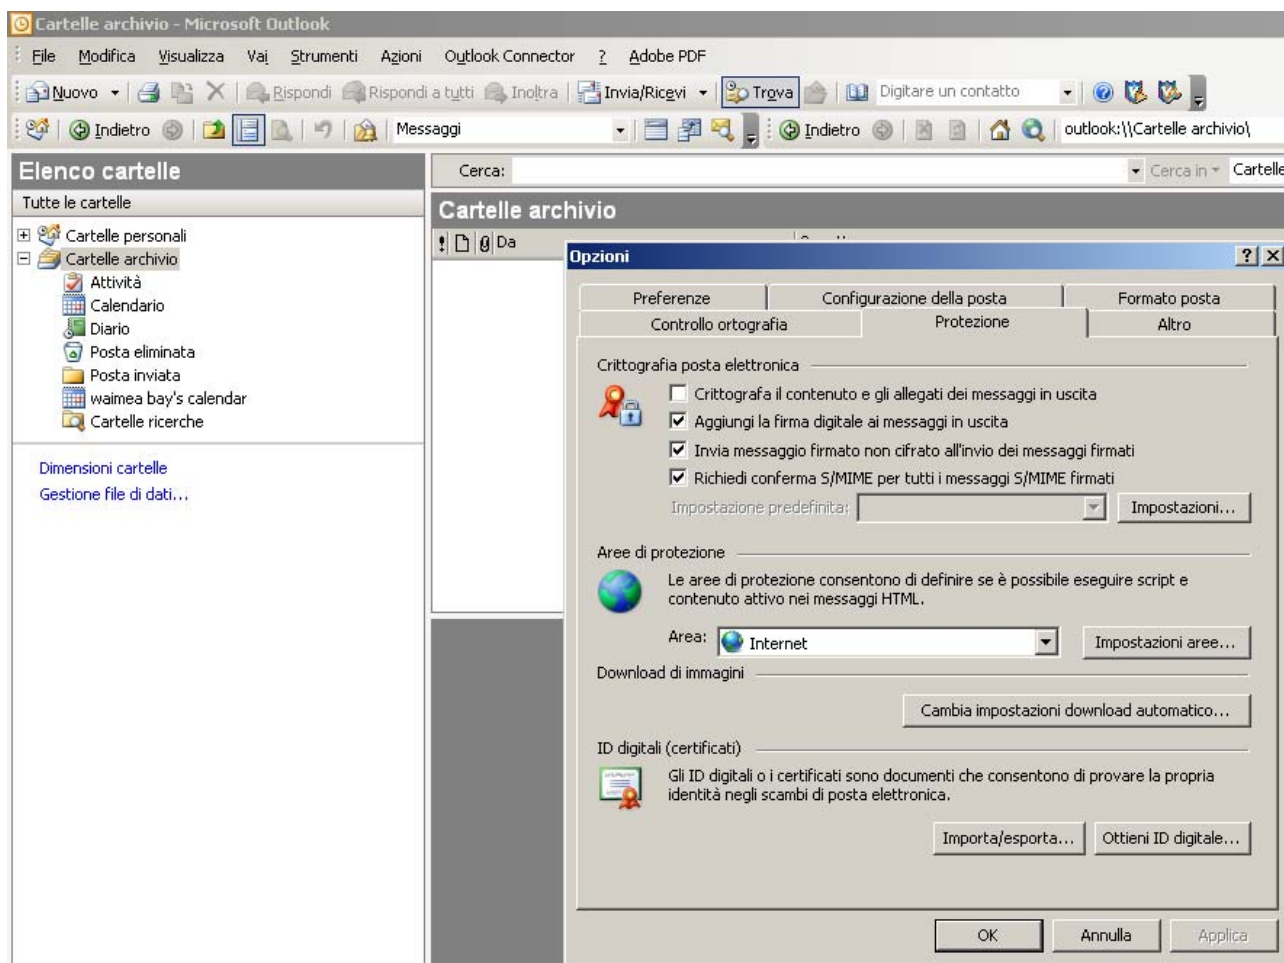 Cartelle archivio - Microsoft Outlook
File Modifica Visualizza Vai Strumenti Azioni Outlook Connector ? Adobe PDF
Nuovo Rispondi Rispondi a tutti Inoltra Invia/Ricevi Trova Digitare un contatto
Indietro Messaggi Indietro outlook:\\Cartelle archivio\
Elenco cartelle
Tutte le cartelle
Cartelle personali
Cartelle archivio
Attività
Calendario
Diario
Posta eliminata
Posta inviata
waimea bay's calendar
Cartelle ricerche
Dimensioni cartelle
Gestione file di dati...
Cerca: Cerca in Cartelle
Cartelle archivio
Da
Opzioni
Preferenze Configurazione della posta Formato posta
Controllo ortografia Protezione Altro
Crittografia posta elettronica
Crittografa il contenuto e gli allegati dei messaggi in uscita
Aggiungi la firma digitale ai messaggi in uscita
Invia messaggio firmato non cifrato all'invio dei messaggi firmati
Richiedi conferma S/MIME per tutti i messaggi S/MIME firmati
Impostazione predefinita: Impostazioni...
Aree di protezione
Le aree di protezione consentono di definire se è possibile eseguire script e
contenuto attivo nei messaggi HTML.
Area: Internet Impostazioni aree...
Download di immagini
Cambia impostazioni download automatico...
ID digitali (certificati)
Gli ID digitali o i certificati sono documenti che consentono di provare la propria
identità negli scambi di posta elettronica.
Importa/esporta... Ottieni ID digitale...
OK Annulla Applica